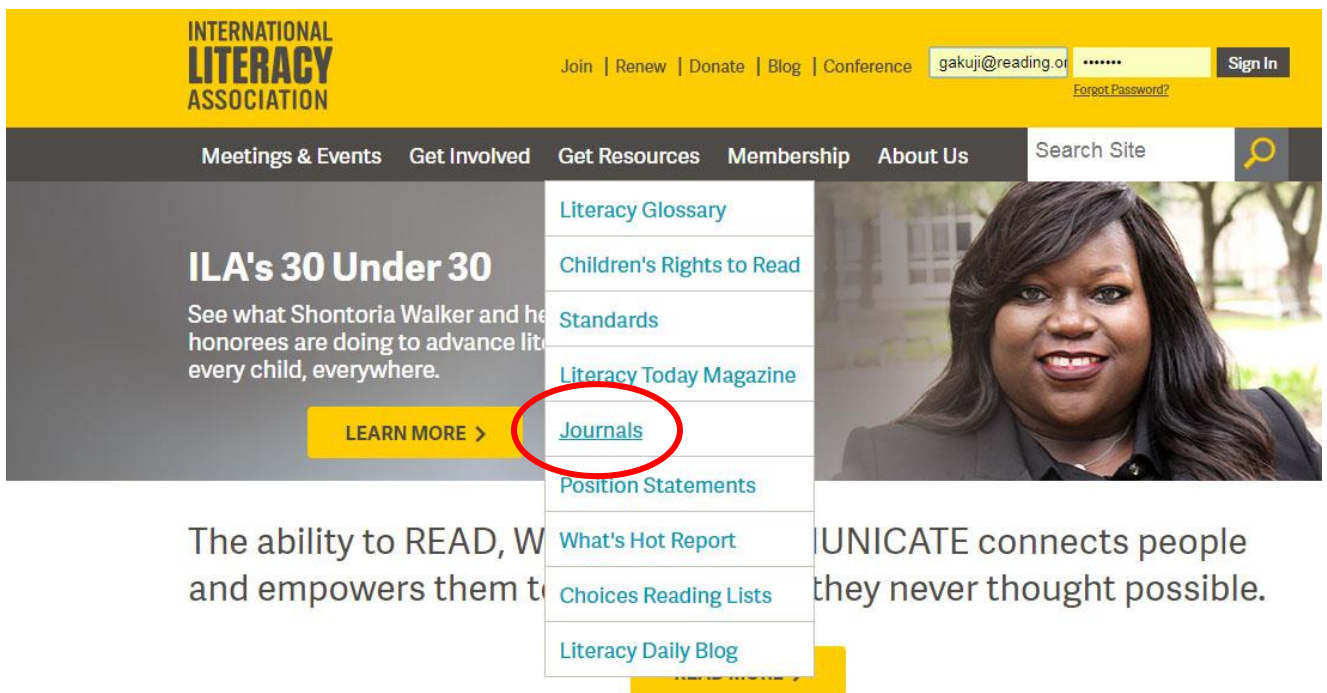 INTERNATIONAL
LITERACY
ASSOCIATION
Join | Renew | Donate | Blog | Conference
gakuji@reading.or
•••••••
Sign In
Forgot Password?
Meetings & Events Get Involved Get Resources Membership About Us
Search Site
Literacy Glossary
Children's Rights to Read
Standards
Literacy Today Magazine
Journals
Position Statements
What's Hot Report
Choices Reading Lists
Literacy Daily Blog
ILA's 30 Under 30
See what Shontoria Walker and
honorees are doing to advance
every child, everywhere.
LEARN MORE >
The ability to READ, connects people
and empowers them they never thought possible.